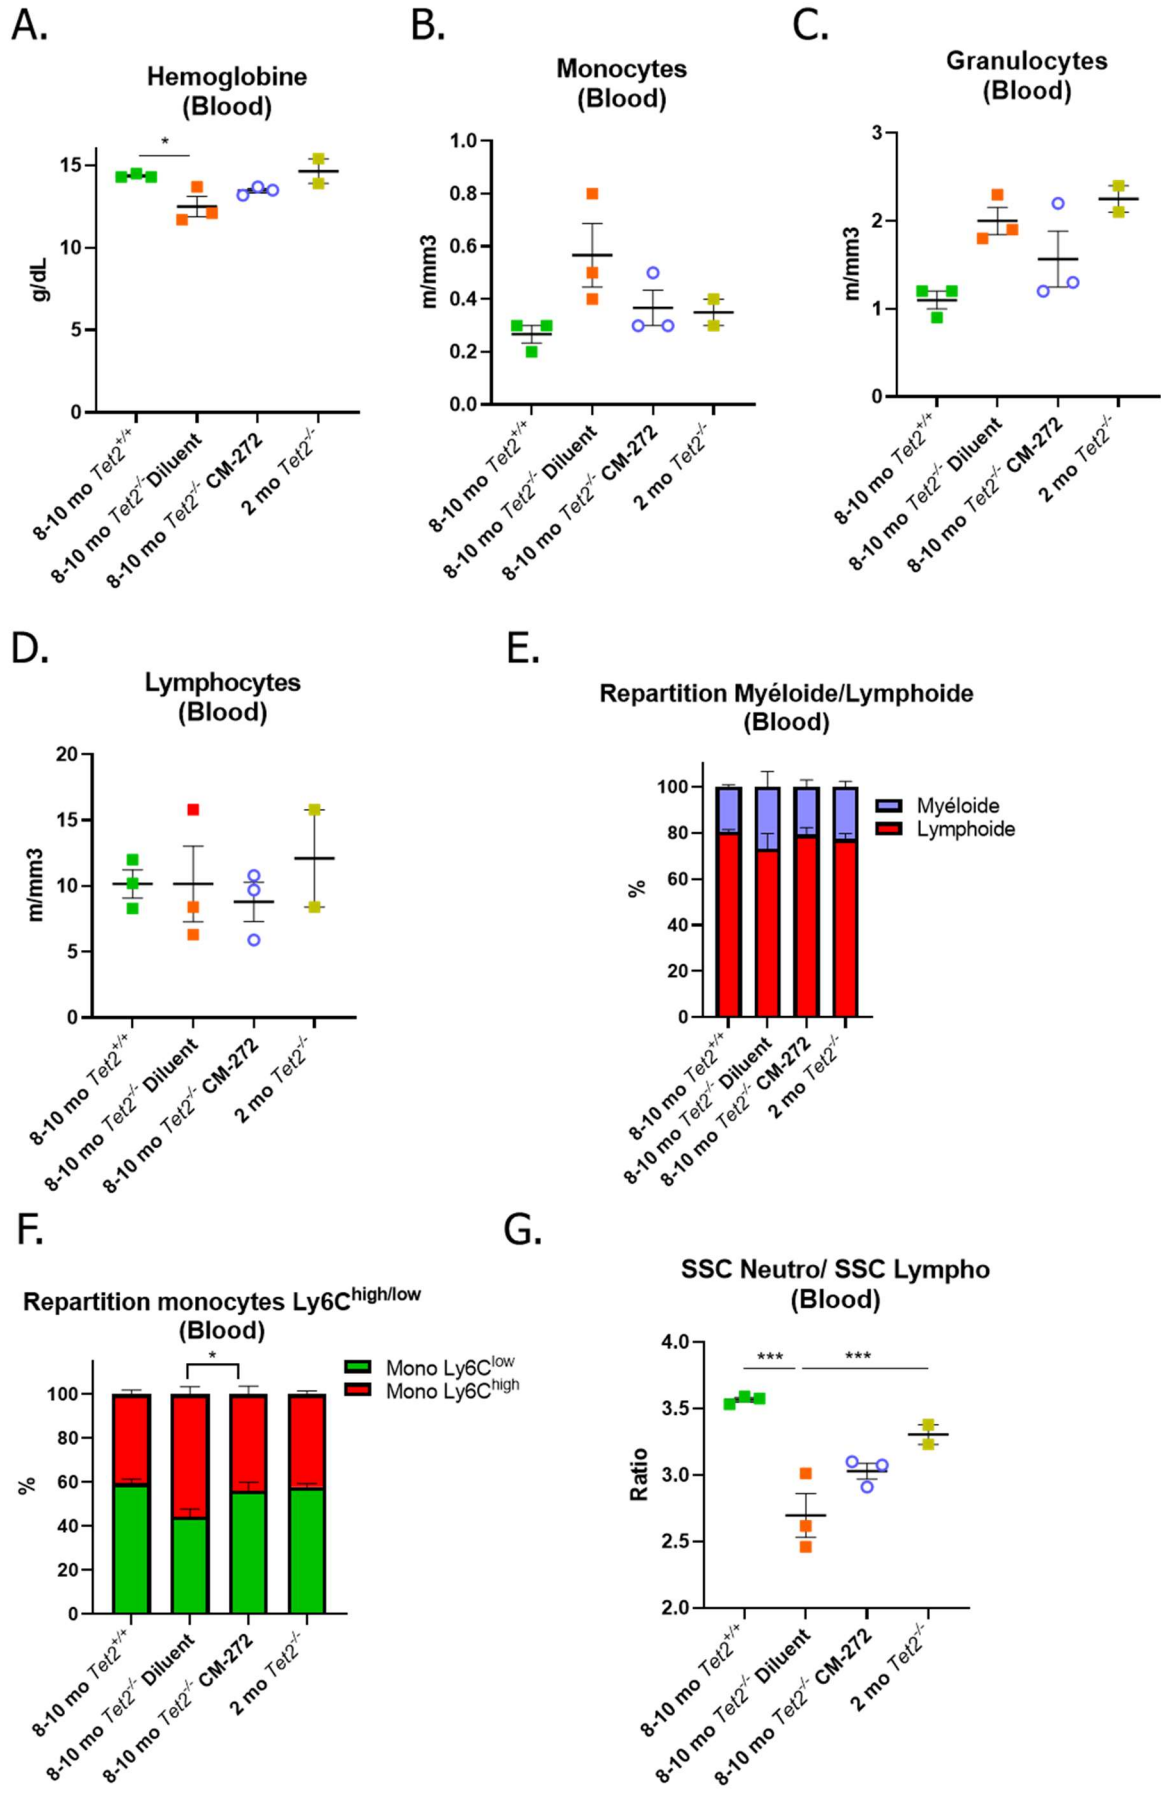 A.
Hemoglobine
(Blood)
*
15
10
5
0
g/dL
8-10 mo Tet2+/+
8-10 mo Tet2-/- Diluent
8-10 mo Tet2-/- CM-272
2 mo Tet2-/-
B.
Monocytes
(Blood)
1.0
0.8
0.6
0.4
0.2
0.0
m/mm3
8-10 mo Tet2+/+
8-10 mo Tet2-/- Diluent
8-10 mo Tet2-/- CM-272
2 mo Tet2-/-
C.
Granulocytes
(Blood)
3
2
1
0
m/mm3
8-10 mo Tet2+/+
8-10 mo Tet2-/- Diluent
8-10 mo Tet2-/- CM-272
2 mo Tet2-/-
D.
Lymphocytes
(Blood)
20
15
10
5
0
m/mm3
8-10 mo Tet2+/+
8-10 mo Tet2-/- Diluent
8-10 mo Tet2-/- CM-272
2 mo Tet2-/-
E.
Repartition Myéloide/Lymphoide
(Blood)
100
80
60
40
20
0
%
Myéloide
Lymphoide
8-10 mo Tet2+/+
8-10 mo Tet2-/- Diluent
8-10 mo Tet2-/- CM-272
2 mo Tet2-/-
F.
Repartition monocytes Ly6Chigh/low
(Blood)
*
Mono Ly6Clow
Mono Ly6Chigh
100
80
60
40
20
0
%
8-10 mo Tet2+/+
8-10 mo Tet2-/- Diluent
8-10 mo Tet2-/- CM-272
2 mo Tet2-/-
G.
SSC Neutro/ SSC Lympho
(Blood)
4.0
3.5
3.0
2.5
2.0
*** ***
Ratio
8-10 mo Tet2+/+
8-10 mo Tet2-/- Diluent
8-10 mo Tet2-/- CM-272
2 mo Tet2-/-